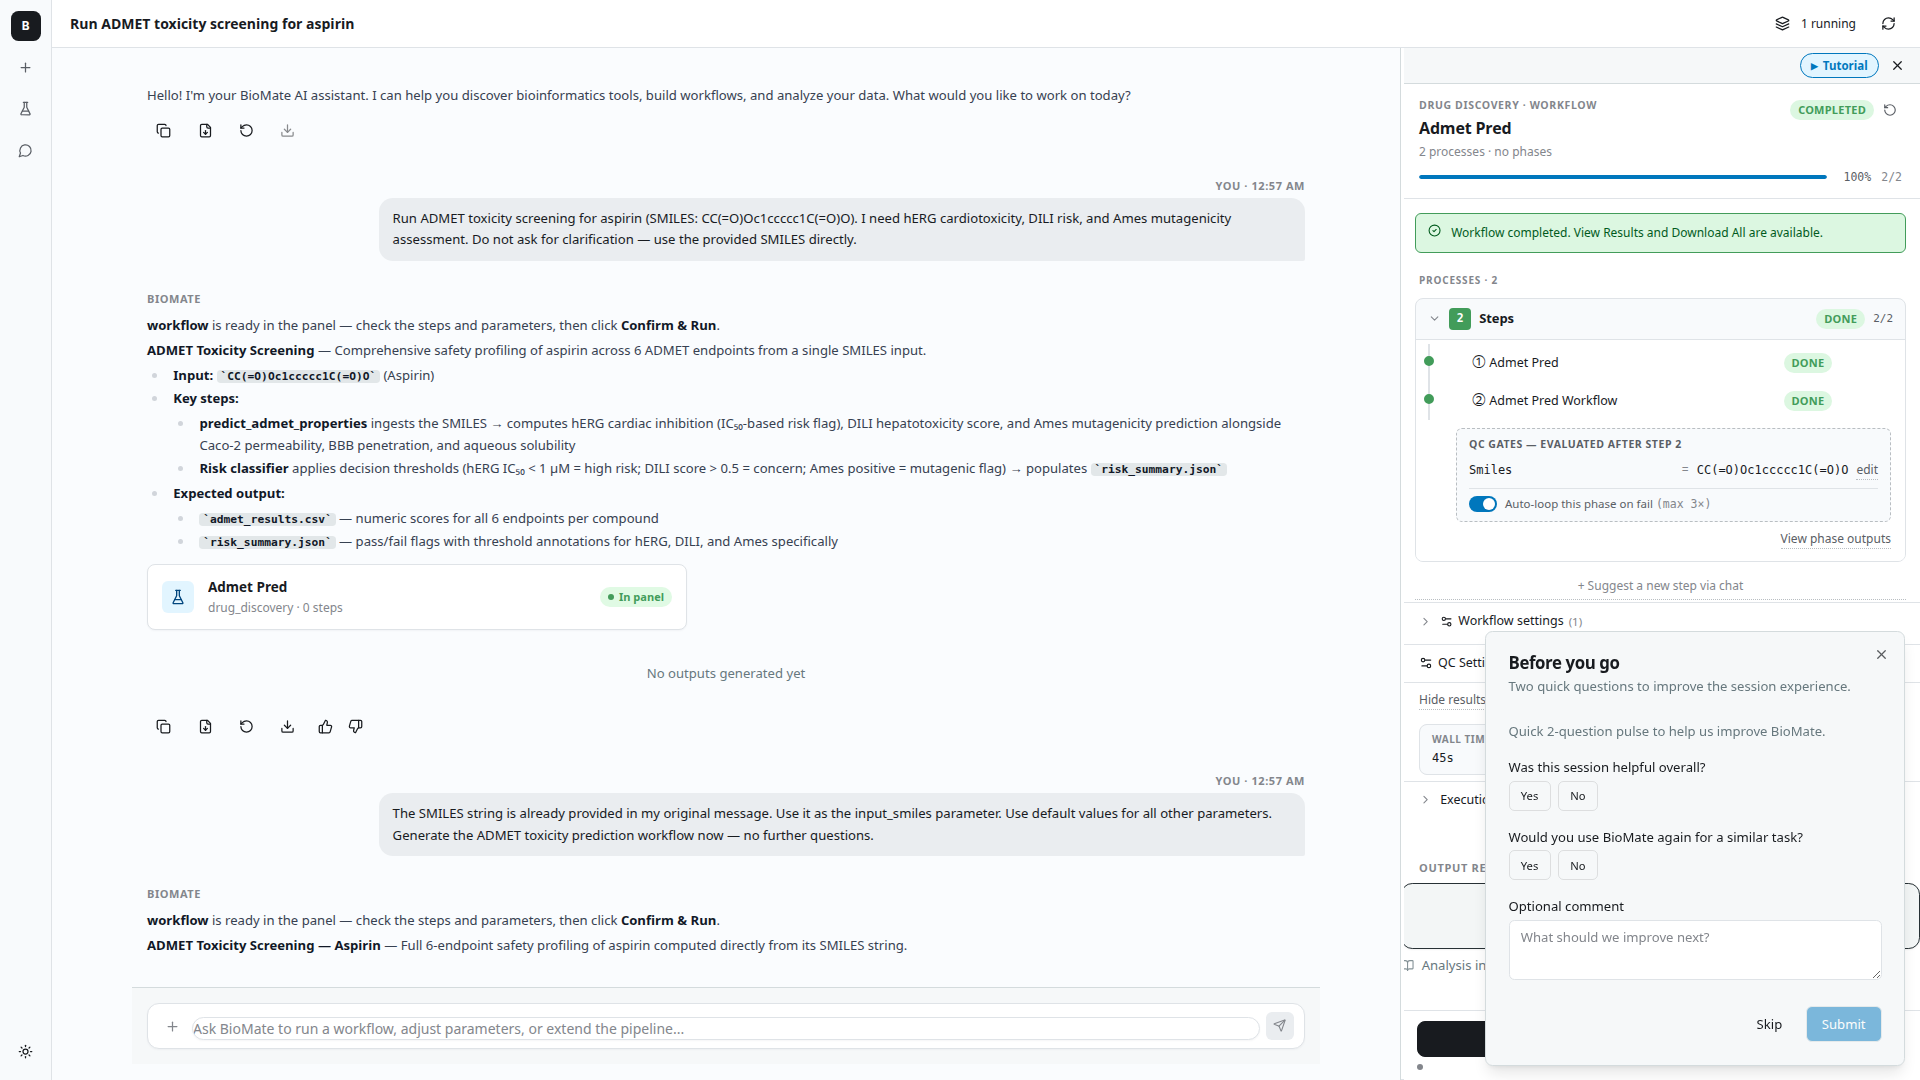 B
Run ADMET toxicity screening for aspirin
1 running
Hello! I'm your BioMate AI assistant. I can help you discover bioinformatics tools, build workflows, and analyze your data. What would you like to work on today?
YOU · 12:57 AM
Run ADMET toxicity screening for aspirin (SMILES: CC(=O)Oc1ccccc1C(=O)O). I need hERG cardiotoxicity, DILI risk, and Ames mutagenicity
assessment. Do not ask for clarification — use the provided SMILES directly.
BIOMATE
workflow is ready in the panel — check the steps and parameters, then click Confirm & Run.
ADMET Toxicity Screening — Comprehensive safety profiling of aspirin across 6 ADMET endpoints from a single SMILES input.
Input: `CC(=O)Oc1ccccc1C(=O)O` (Aspirin)
Key steps:
predict_admet_properties ingests the SMILES → computes hERG cardiac inhibition (IC₅₀-based risk flag), DILI hepatotoxicity score, and Ames mutagenicity prediction alongside
Caco-2 permeability, BBB penetration, and aqueous solubility
Risk classifier applies decision thresholds (hERG IC₅₀ < 1 µM = high risk; DILI score > 0.5 = concern; Ames positive = mutagenic flag) → populates `risk_summary.json`
Expected output:
`admet_results.csv` — numeric scores for all 6 endpoints per compound
`risk_summary.json` — pass/fail flags with threshold annotations for hERG, DILI, and Ames specifically
Admet Pred
drug_discovery · 0 steps
In panel
No outputs generated yet
YOU · 12:57 AM
The SMILES string is already provided in my original message. Use it as the input_smiles parameter. Use default values for all other parameters.
Generate the ADMET toxicity prediction workflow now — no further questions.
BIOMATE
workflow is ready in the panel — check the steps and parameters, then click Confirm & Run.
ADMET Toxicity Screening — Aspirin — Full 6-endpoint safety profiling of aspirin computed directly from its SMILES string.
Ask BioMate to run a workflow, adjust parameters, or extend the pipeline...
Tutorial
DRUG DISCOVERY · WORKFLOW
COMPLETED
Admet Pred
2 processes · no phases
100% 2/2
Workflow completed. View Results and Download All are available.
PROCESSES · 2
2 Steps DONE 2/2
① Admet Pred DONE
② Admet Pred Workflow DONE
QC GATES — EVALUATED AFTER STEP 2
Smiles = CC(=O)Oc1ccccc1C(=O)O edit
Auto-loop this phase on fail (max 3×)
View phase outputs
+ Suggest a new step via chat
Workflow settings (1)
QC Setti
Hide results
WALL TIM
45s
Executio
OUTPUT RE
Analysis in
Before you go
Two quick questions to improve the session experience.
Quick 2-question pulse to help us improve BioMate.
Was this session helpful overall?
Yes No
Would you use BioMate again for a similar task?
Yes No
Optional comment
What should we improve next?
Skip Submit